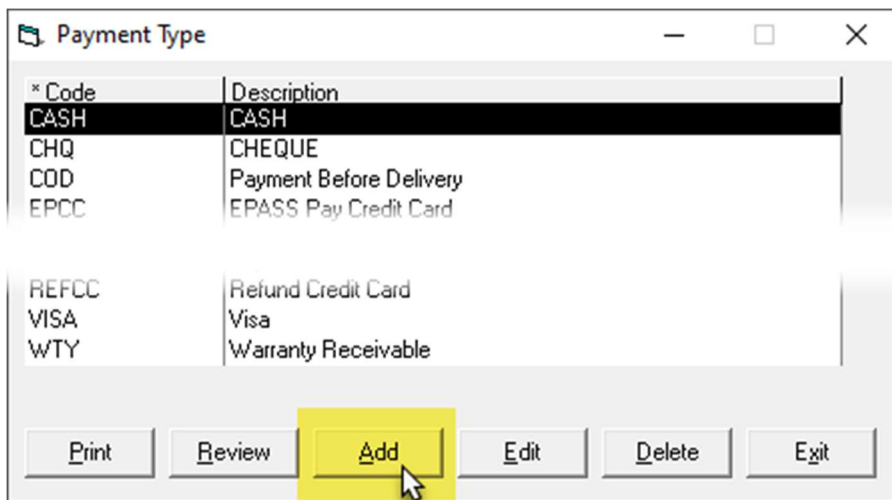 Payment Type
* Code Description
CASH CASH
CHQ CHEQUE
COD Payment Before Delivery
EPCC EPASS Pay Credit Card
REFCC Refund Credit Card
VISA Visa
WTY Warranty Receivable
Print Review Add Edit Delete Exit